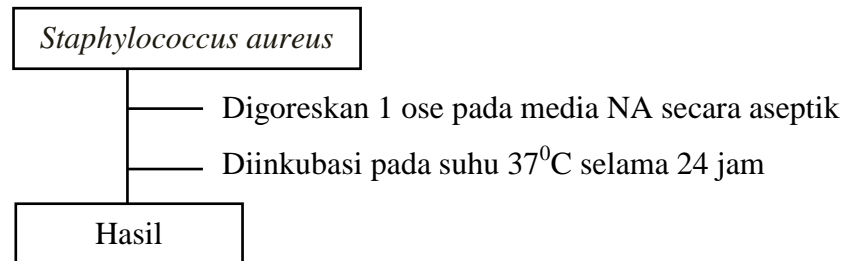 Staphylococcus aureus
Digoreskan 1 ose pada media NA secara aseptik
Diinkubasi pada suhu 37⁰C selama 24 jam
Hasil